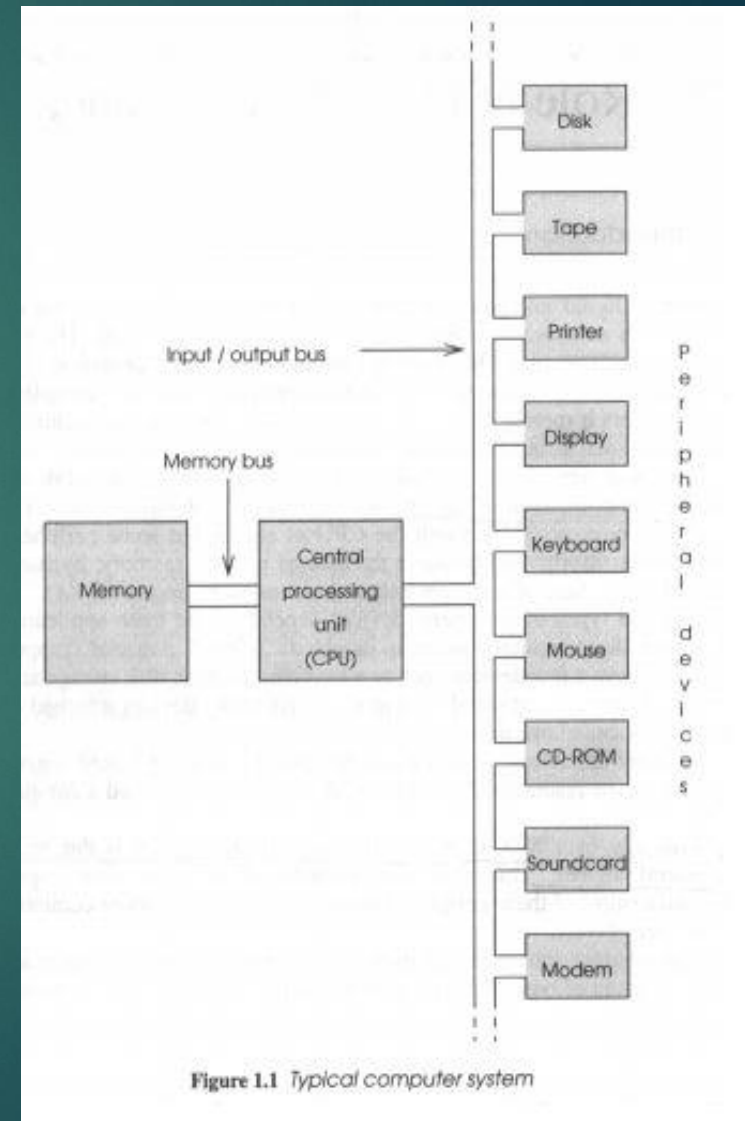 Disk
Tape
Printer
Input / output bus
Peripheral devices
Display
Memory bus
Keyboard
Memory
Central
processing
unit
(CPU)
Mouse
CD-ROM
Soundcard
Modem
Figure 1.1 Typical computer system